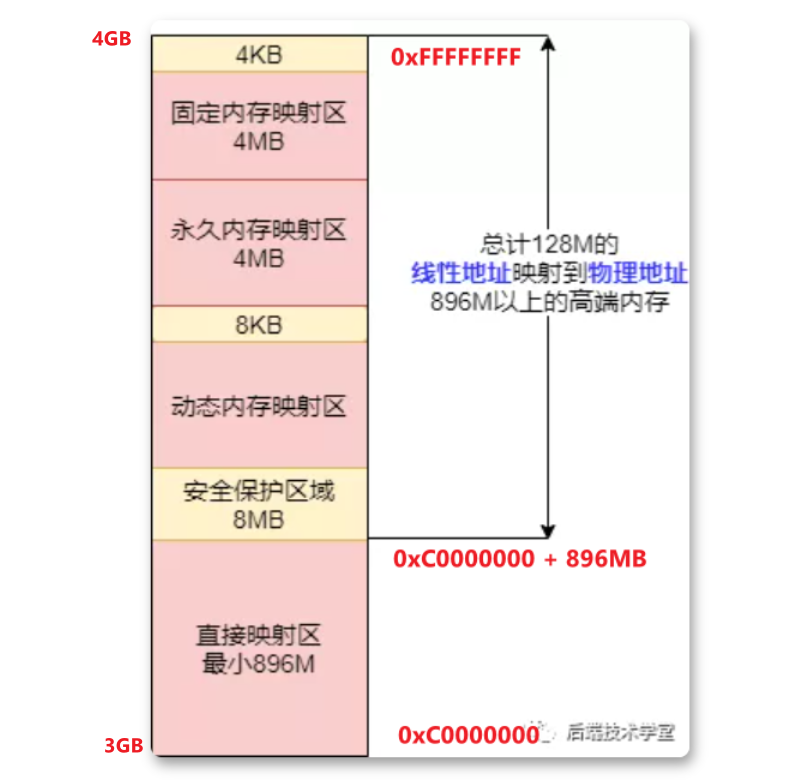 4GB
4KB
0xFFFFFFFF
固定内存映射区
4MB
永久内存映射区
4MB
总计128M的
线性地址映射到物理地址
896M以上的高端内存
8KB
动态内存映射区
安全保护区域
8MB
0xC0000000 + 896MB
直接映射区
最小896M
3GB
0xC0000000
后端技术学堂